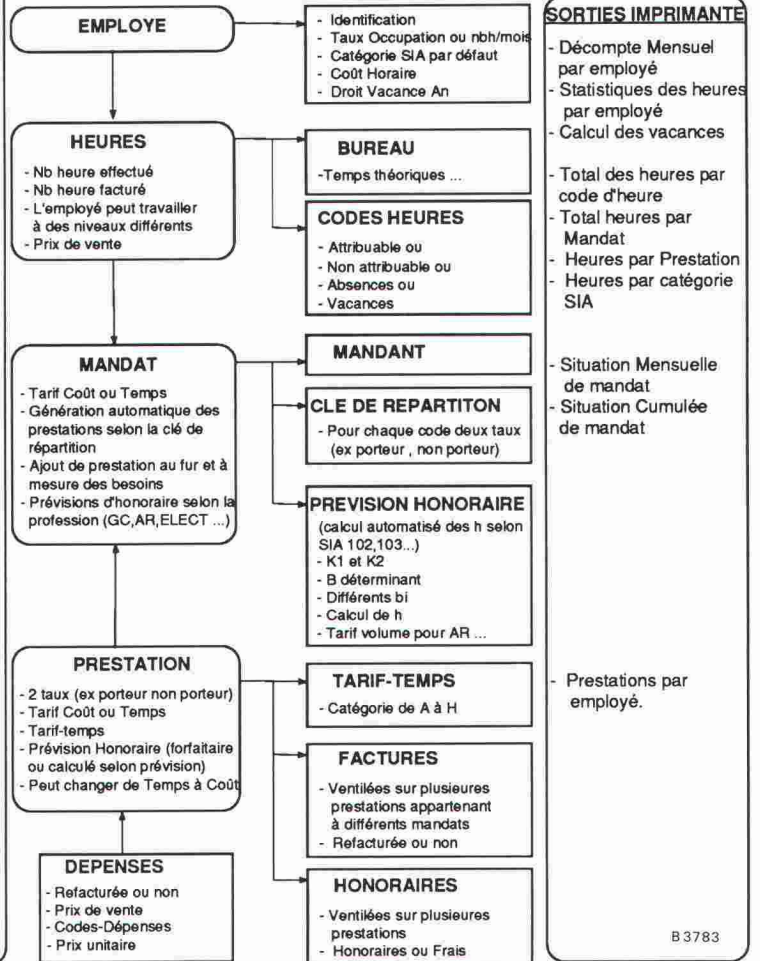 EMPLOYE
- Identification
- Taux Occupation ou nbh/mois
- Catégorie SIA par défaut
- Coût Horaire
- Droit Vacance An
HEURES
- Nb heure effectué
- Nb heure facturé
- L'employé peut travailler
à des niveaux différents
- Prix de vente
BUREAU
-Temps théoriques ...
CODES HEURES
- Attribuable ou
- Non attribuable ou
- Absences ou
- Vacances
MANDAT
- Tarif Coût ou Temps
- Génération automatique des
prestations selon la clé de
répartition
- Ajout de prestation au fur et à
mesure des besoins
- Prévisions d'honoraire selon la
profession (GC,AR,ELECT ...)
MANDANT
CLE DE REPARTITON
- Pour chaque code deux taux
(ex porteur , non porteur)
PREVISION HONORAIRE
(calcul automatisé des h selon
SIA 102,103...)
- K1 et K2
- B déterminant
- Différents bi
- Calcul de h
- Tarif volume pour AR ...
PRESTATION
- 2 taux (ex porteur non porteur)
- Tarif Coût ou Temps
- Tarif-temps
- Prévision Honoraire (forfaitaire
ou calculé selon prévision)
- Peut changer de Temps à Coût
TARIF-TEMPS
- Catégorie de A à H
FACTURES
- Ventilées sur plusieures
prestations appartenant
à différents mandats
- Refacturée ou non
DEPENSES
- Refacturée ou non
- Prix de vente
- Codes-Dépenses
- Prix unitaire
HONORAIRES
- Ventilées sur plusieures
prestations
- Honoraires ou Frais
SORTIES IMPRIMANTE
- Décompte Mensuel
par employé
- Statistiques des heures
par employé
- Calcul des vacances
- Total des heures par
code d'heure
- Total heures par
Mandat
- Heures par Prestation
- Heures par catégorie
SIA
- Situation Mensuelle
de mandat
- Situation Cumulée
de mandat
- Prestations par
employé.
B3783